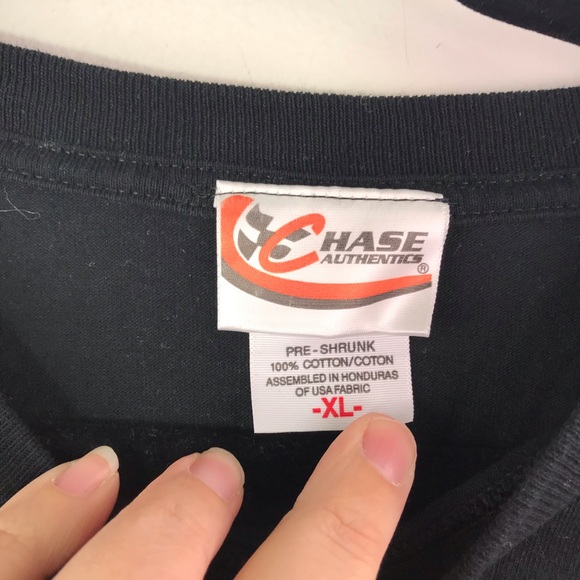 CHASE
AUTHENTICS®
PRE-SHRUNK
100% COTTON/COTON
ASSEMBLED IN HONDURAS
OF USA FABRIC
-XL-